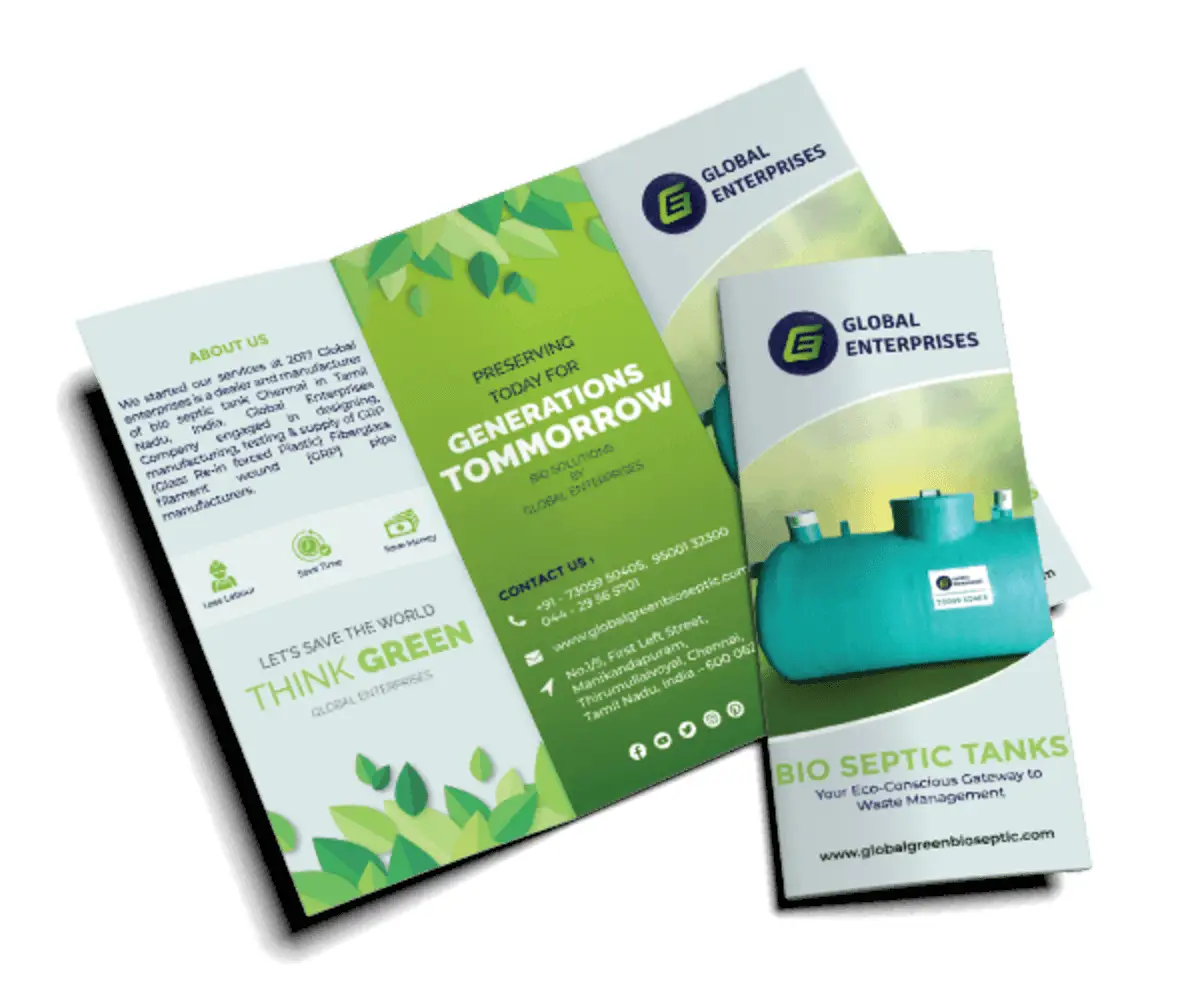 ABOUT US
We started our services at 2017 Global
enterprises is a dealer and manufacturer
of bio septic tank Chennai in Tamil
Nadu, India. Global Enterprises
Company engaged in designing,
manufacturing, testing & supply of GRP
(Glass Re-in forced Plastic) Fiberglass
filament wound (GRP) pipe
manufacturers.
Less Labour
Save Time
Save Money
LET'S SAVE THE WORLD
THINK GREEN
GLOBAL ENTERPRISES
PRESERVING
TODAY FOR
GENERATIONS
TOMMORROW
BIO SOLUTIONS
BY
GLOBAL ENTERPRISES
CONTACT US ,
+91 - 73059 50405, 95001 32300
044 - 29 56 5701
www.globalgreenbioseptic.com
No.1/5, First Left Street,
Manikandapuram,
Thirumullaivoyal, Chennai,
Tamil Nadu, India - 600 062
GLOBAL
ENTERPRISES
GLOBAL
ENTERPRISES
BIO SEPTIC TANKS
Your Eco-Conscious Gateway to
Waste Management
www.globalgreenbioseptic.com